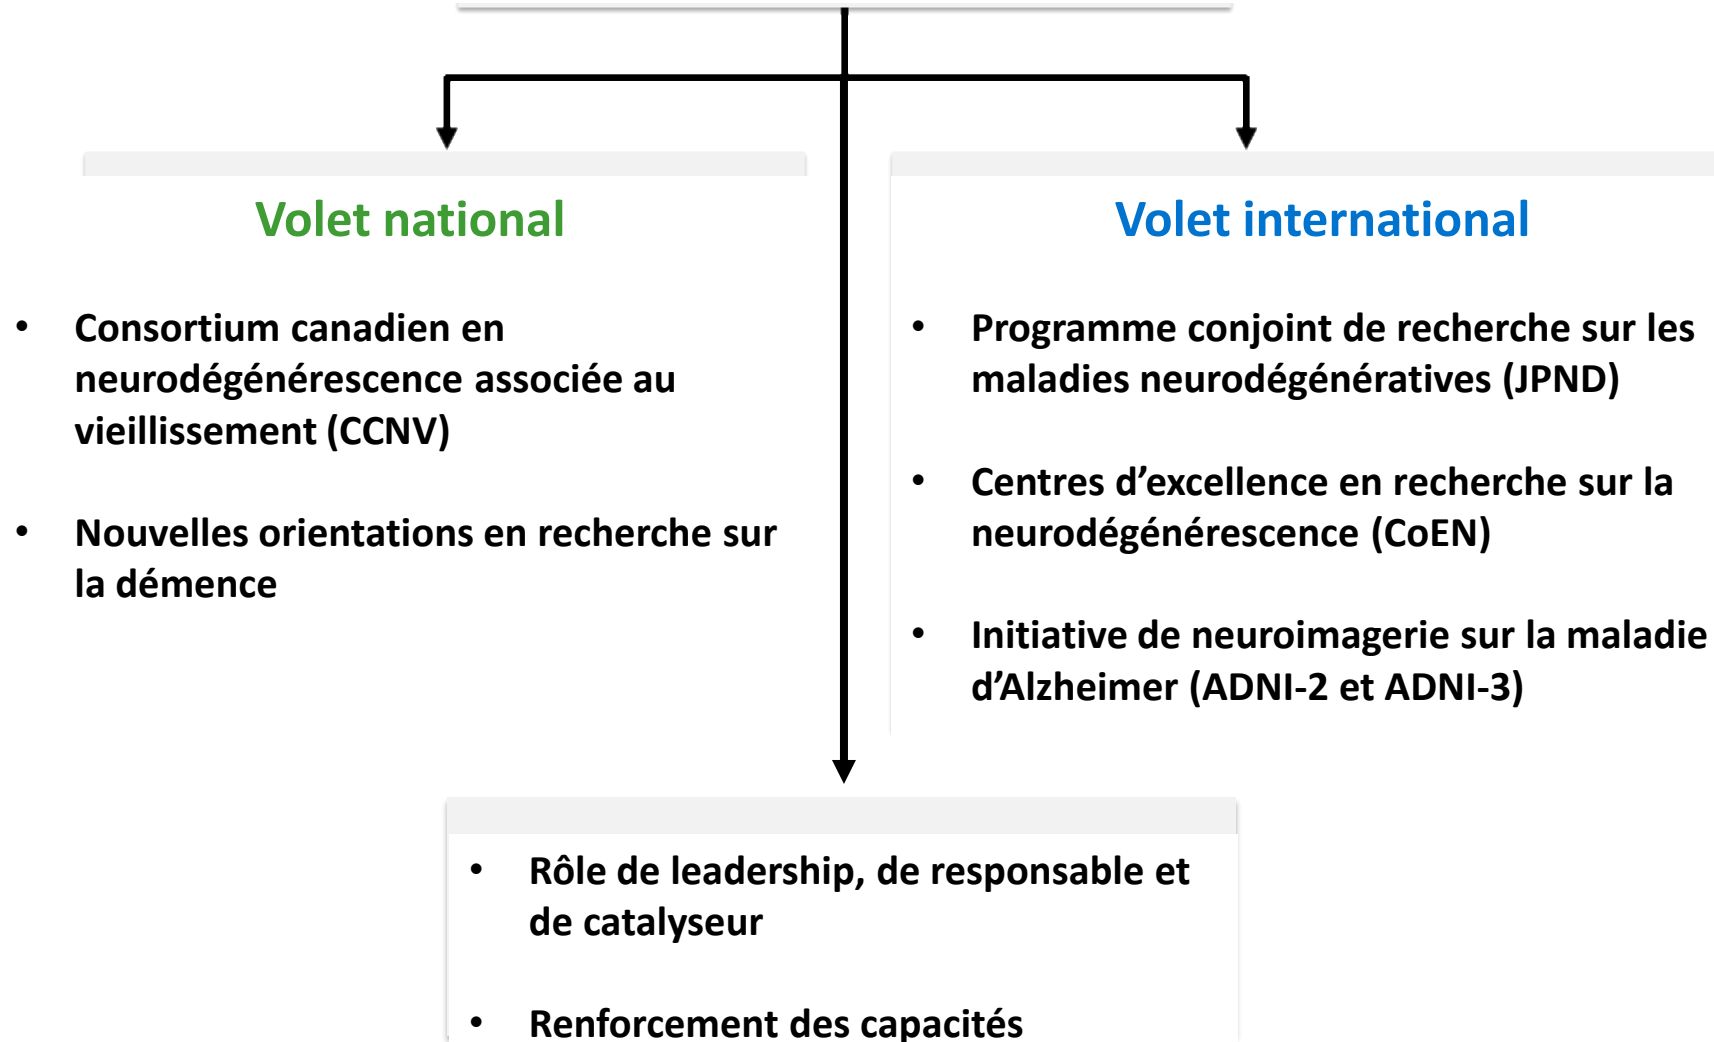 Volet national
• Consortium canadien en
neurodégénérescence associée au
vieillissement (CCNV)
• Nouvelles orientations en recherche sur
la démence
Volet international
• Programme conjoint de recherche sur les
maladies neurodégénératives (JPND)
• Centres d’excellence en recherche sur la
neurodégénérescence (CoEN)
• Initiative de neuroimagerie sur la maladie
d’Alzheimer (ADNI-2 et ADNI-3)
• Rôle de leadership, de responsable et
de catalyseur
• Renforcement des capacités